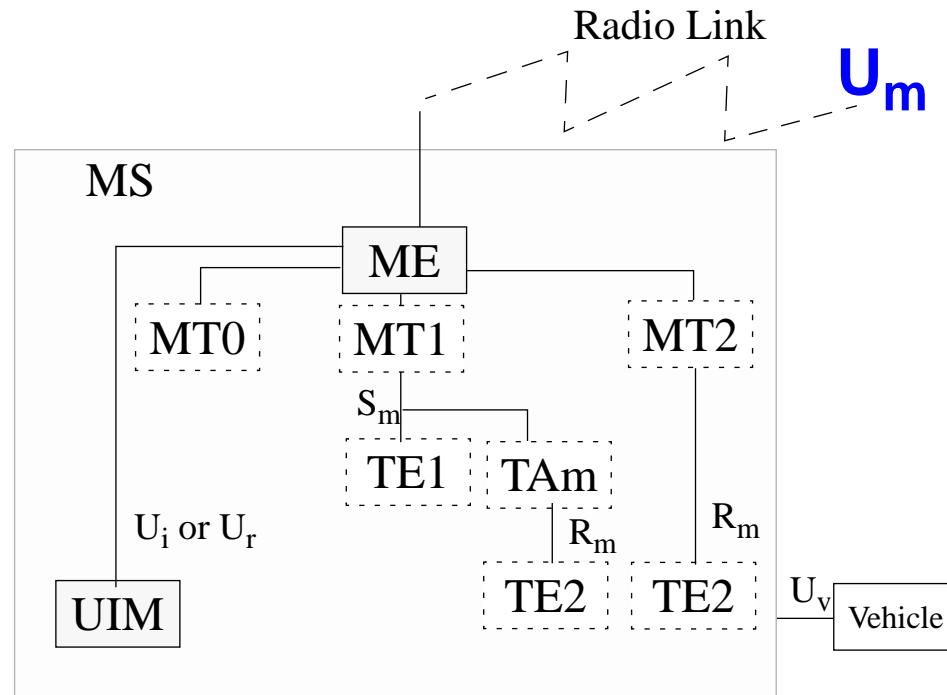 Radio Link
Uₘ
MS
ME
MT0
MT1
MT2
Sₘ
TE1
TAm
Uᵢ or Uᵣ
Rₘ
Rₘ
UIM
TE2
TE2
Uᵥ
Vehicle